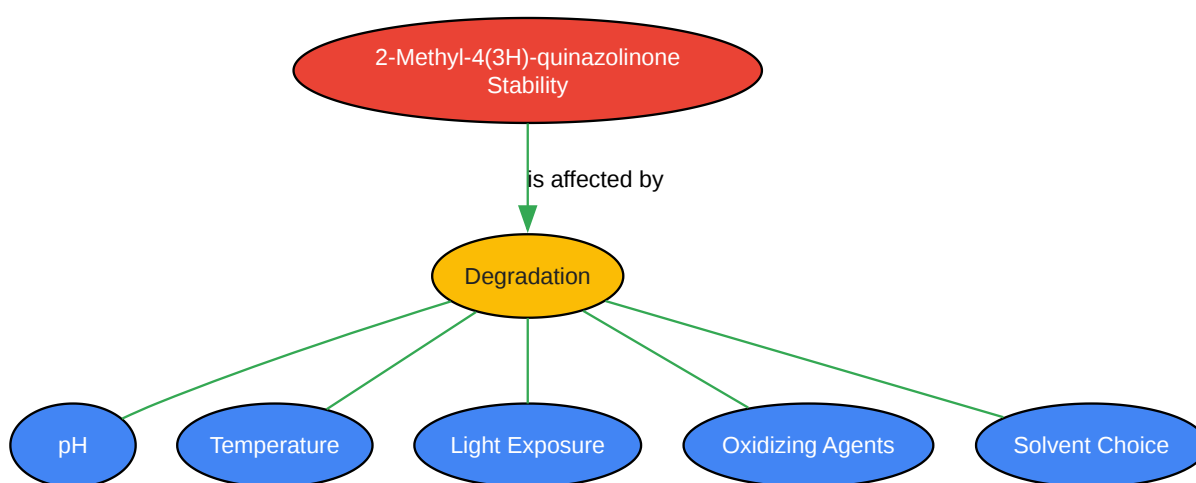 2-Methyl-4(3H)-quinazolinone
Stability
is affected by
Degradation
pH
Temperature
Light Exposure
Oxidizing Agents
Solvent Choice